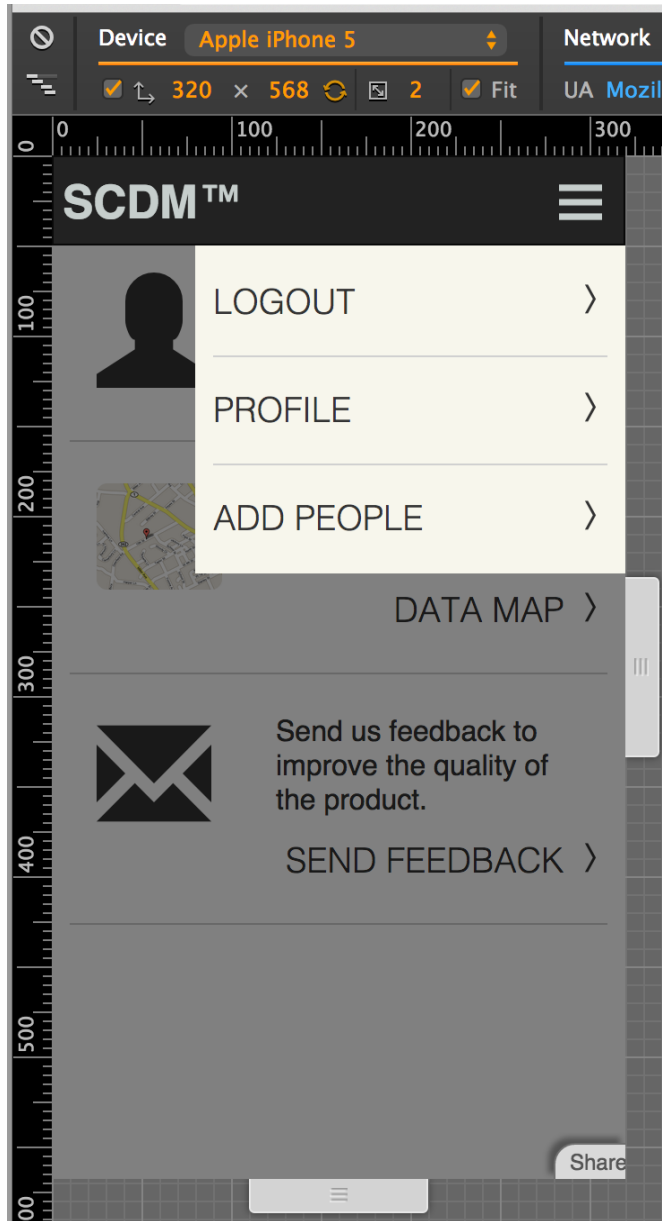 Device Apple iPhone 5 Network
320 × 568 2 Fit UA Mozil
0 100 200 300
0
SCDM™
LOGOUT 〉
100
PROFILE 〉
200
ADD PEOPLE 〉
DATA MAP 〉
300
Send us feedback to
improve the quality of
the product.
400
SEND FEEDBACK 〉
500
Share
00